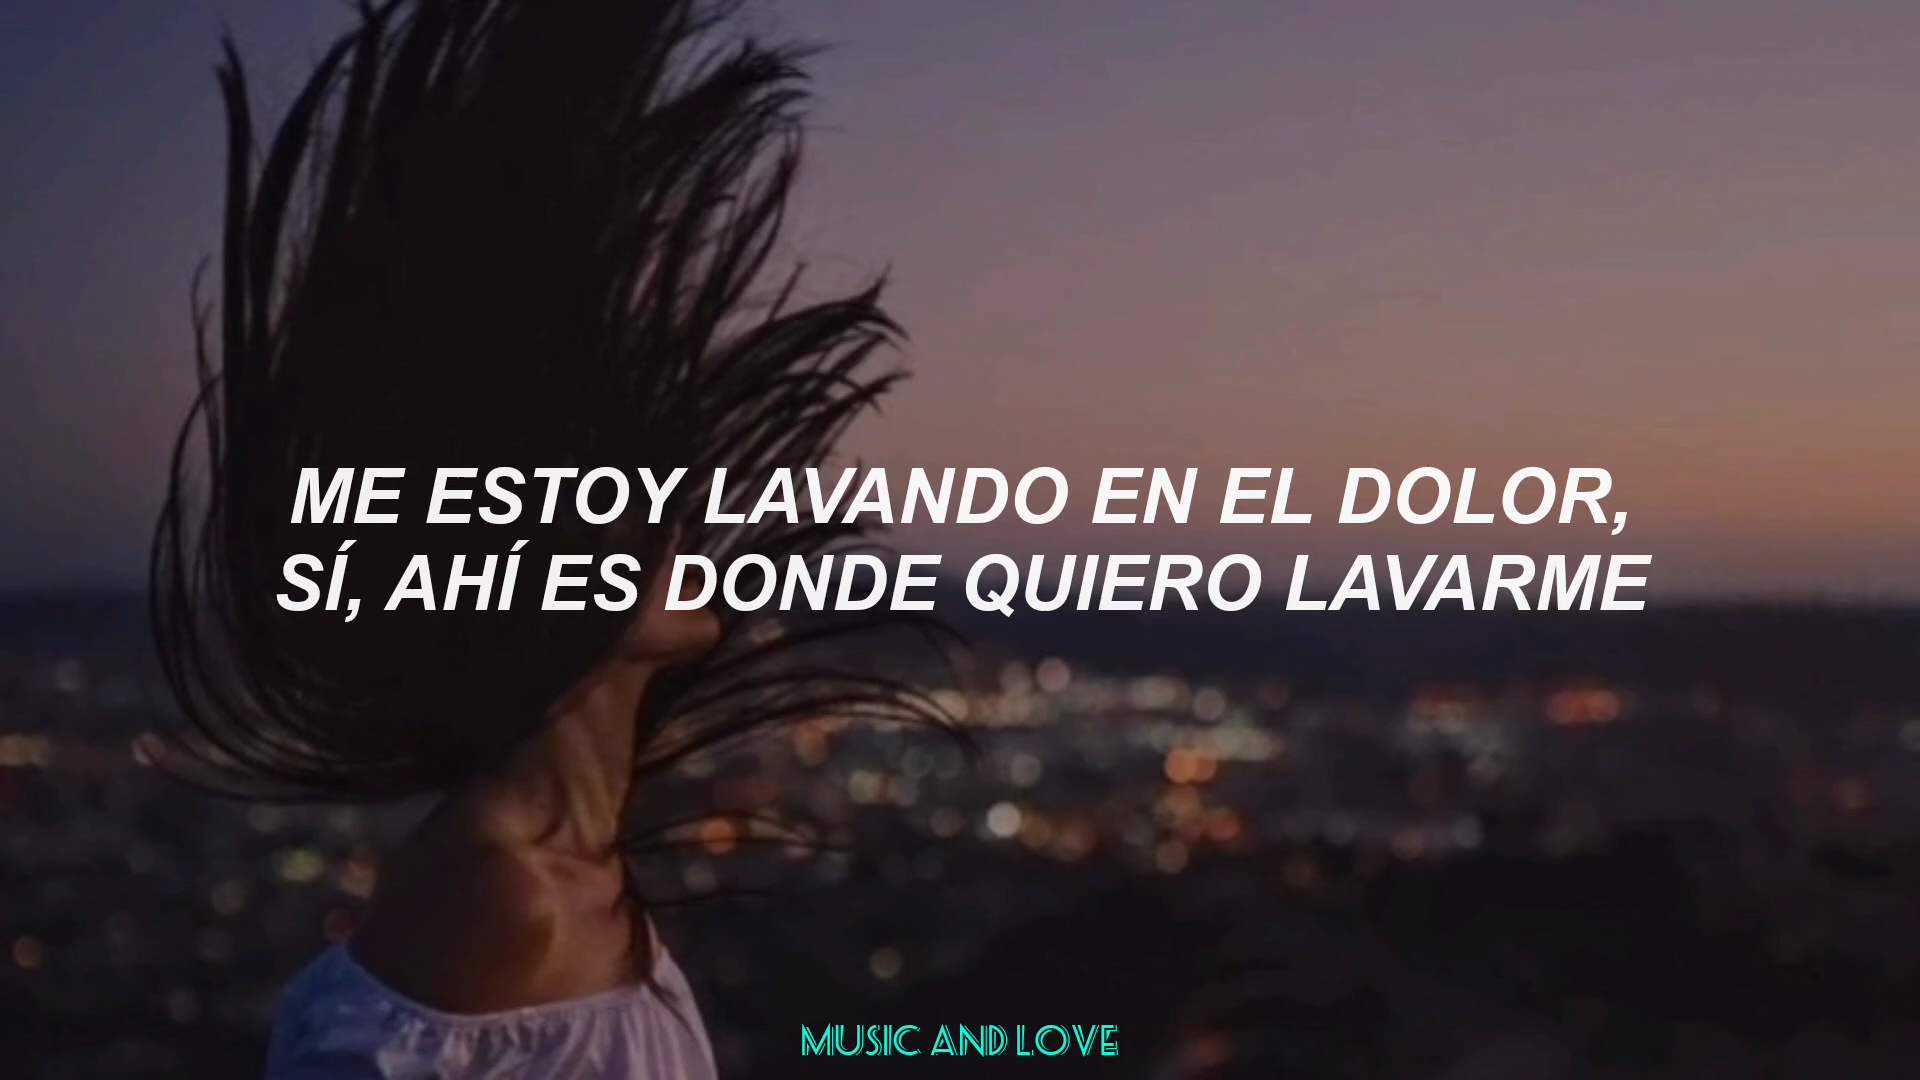 ME ESTOY LAVANDO EN EL DOLOR,
SÍ, AHÍ ES DONDE QUIERO LAVARME
MUSIC AND LOVE